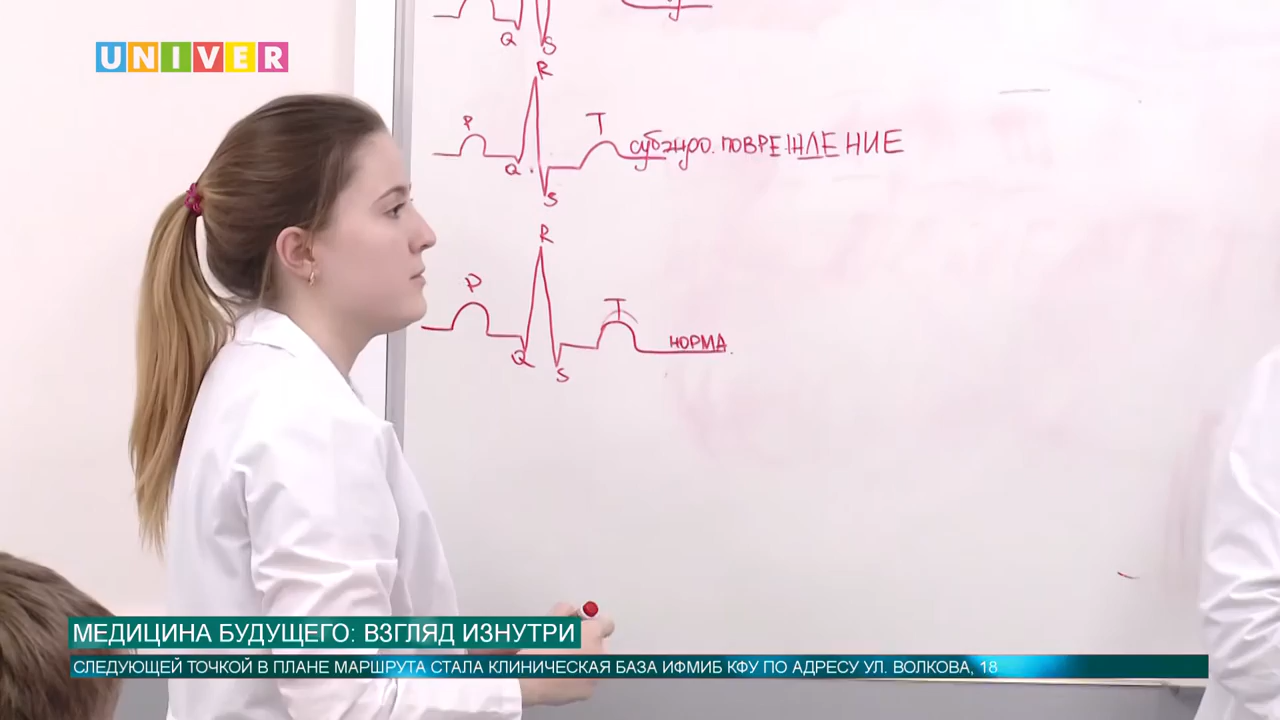 UNIVER
Q S
R
P T
субэндо. ПОВРЕЖДЕНИЕ
Q S
R
P T
НОРМА
Q S
МЕДИЦИНА БУДУЩЕГО: ВЗГЛЯД ИЗНУТРИ
СЛЕДУЮЩЕЙ ТОЧКОЙ В ПЛАНЕ МАРШРУТА СТАЛА КЛИНИЧЕСКАЯ БАЗА ИФМИБ КФУ ПО АДРЕСУ УЛ. ВОЛКОВА, 18